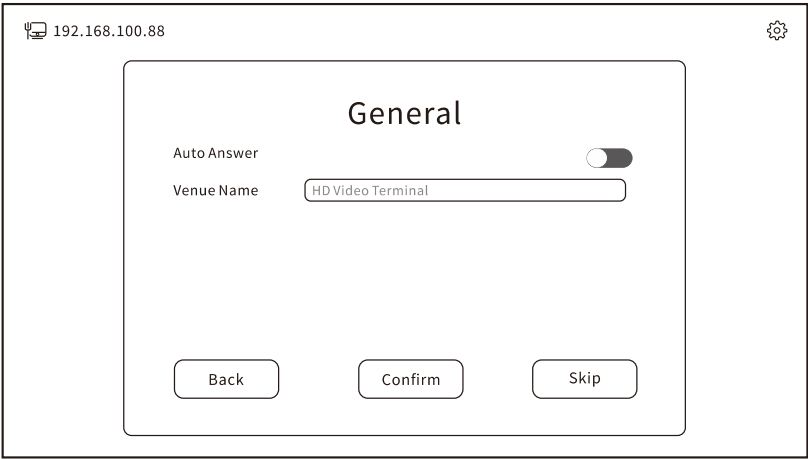 192.168.100.88
General
Auto Answer
Venue Name
HD Video Terminal
Back
Confirm
Skip